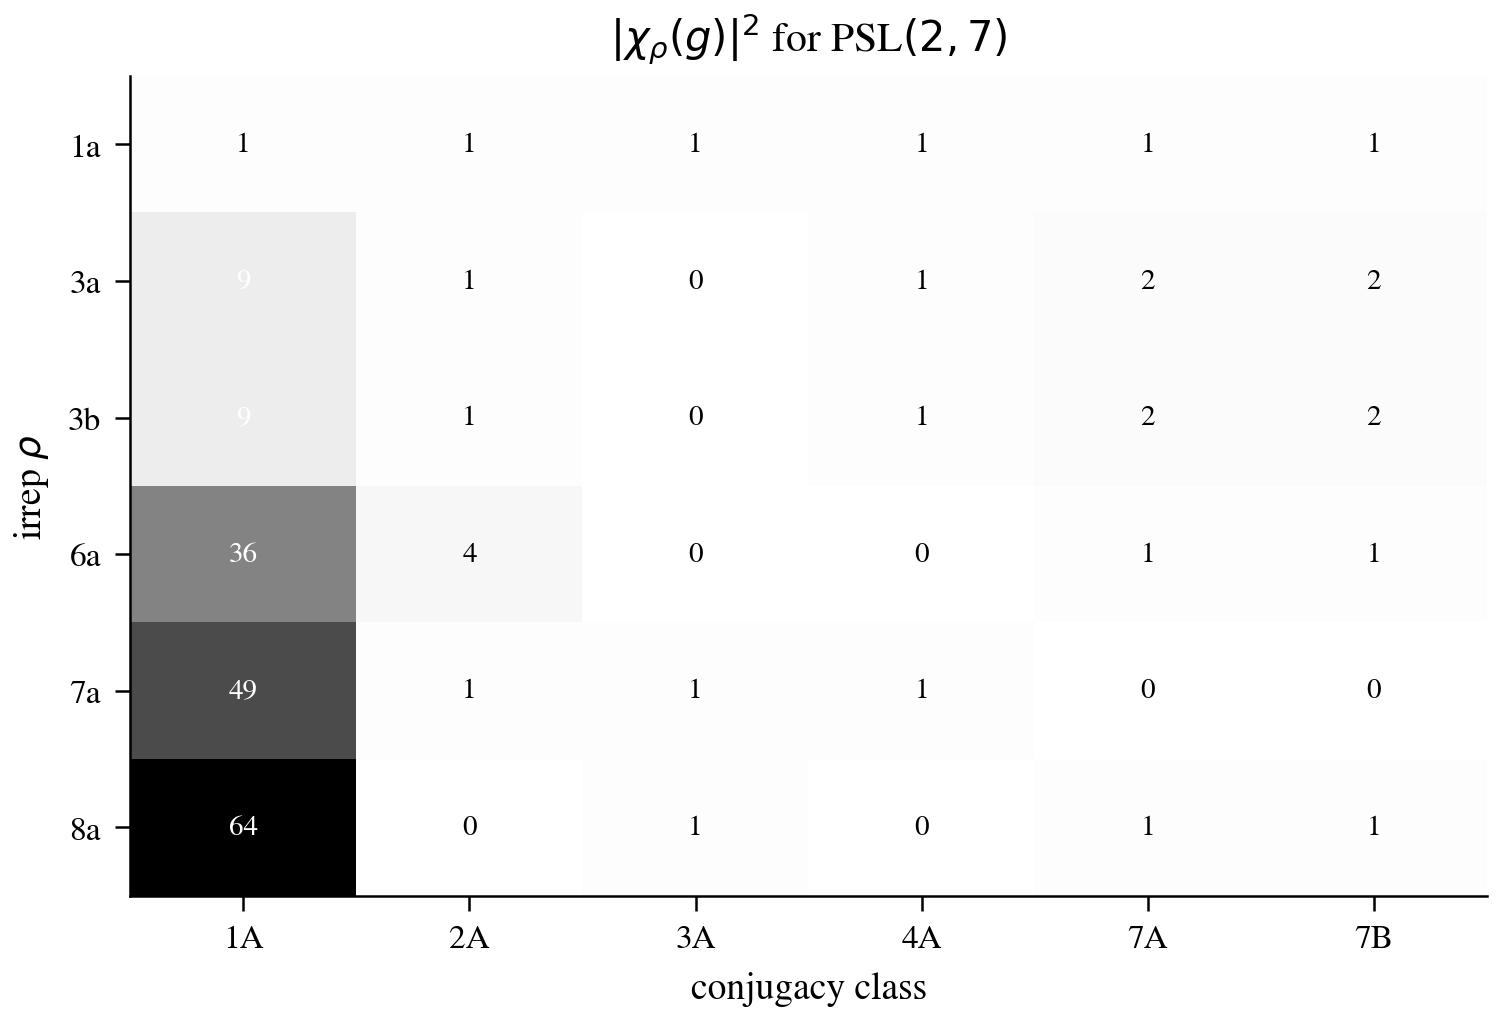 |χρ(g)|² for PSL(2, 7)
1a 1 1 1 1 1 1
3a 9 1 0 1 2 2
3b 9 1 0 1 2 2
6a 36 4 0 0 1 1
7a 49 1 1 1 0 0
8a 64 0 1 0 1 1
irrep ρ
1A 2A 3A 4A 7A 7B
conjugacy class